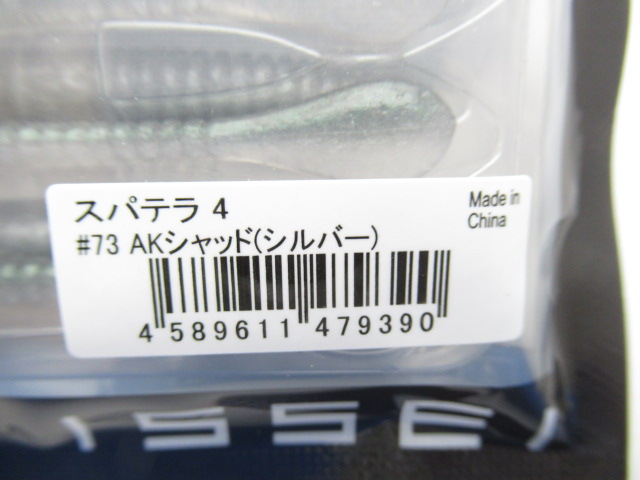 スパテラ 4
#73 AKシャッド(シルバー)
Made in
China
4 589611 479390
ISSEI